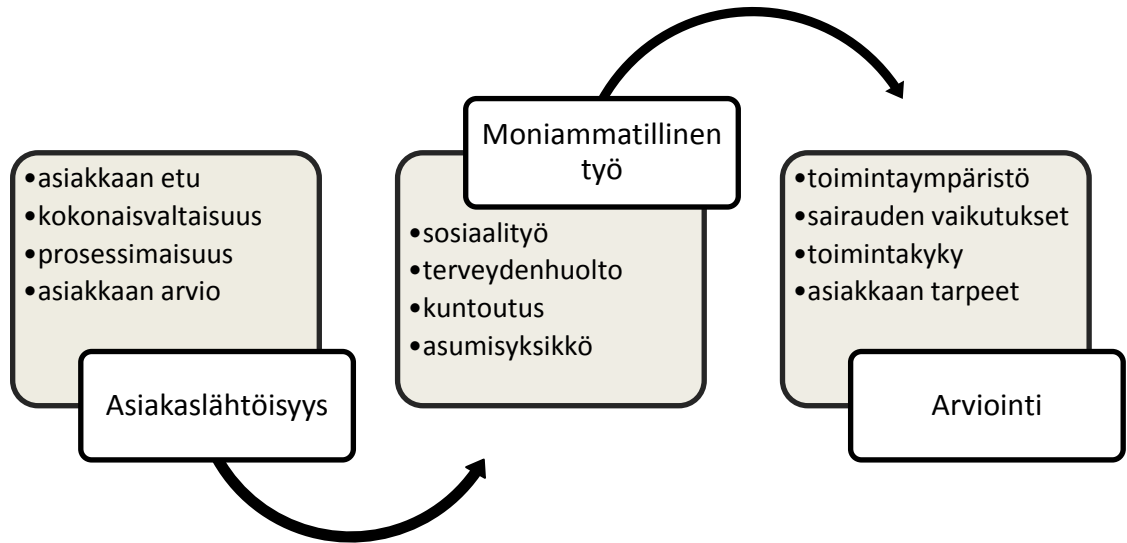 •asiakkaan etu
•kokonaisvaltaisuus
•prosessimaisuus
•asiakkaan arvio
Asiakaslähtöisyys
Moniammatillinen
työ
•sosiaalityö
•terveydenhuolto
•kuntoutus
•asumisyksikkö
•toimintaympäristö
•sairauden vaikutukset
•toimintakyky
•asiakkaan tarpeet
Arviointi